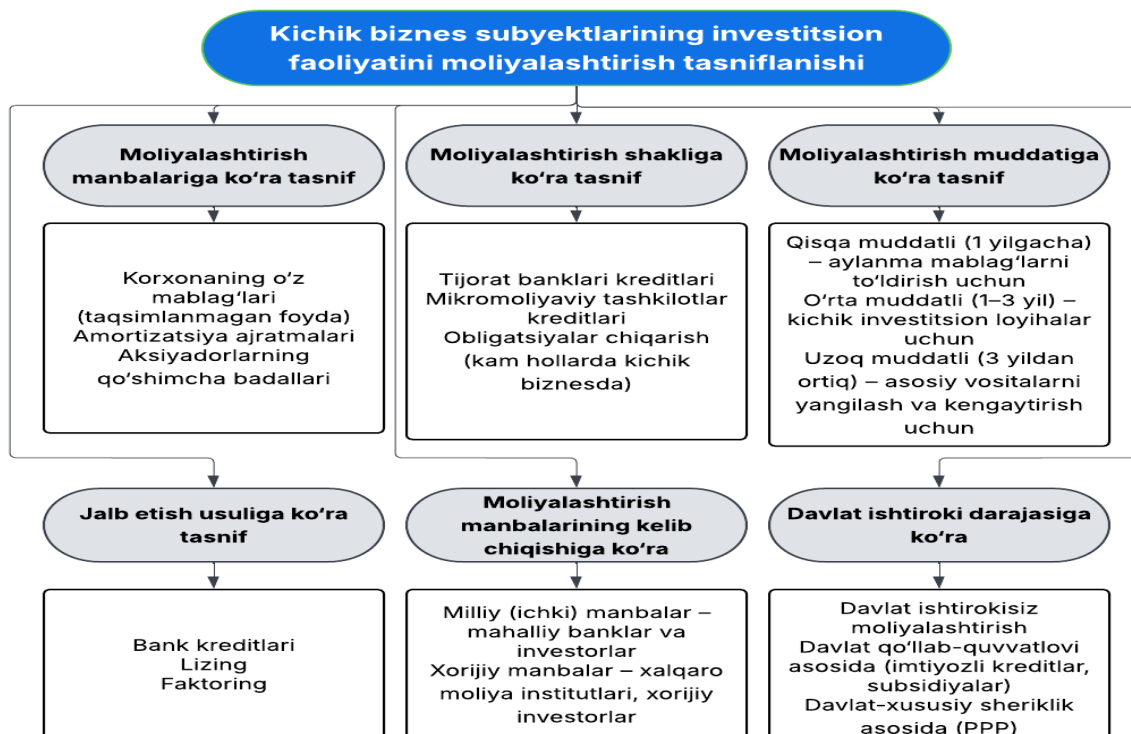 Kichik biznes subyektlarining investitsion
faoliyatini moliyalashtirish tasniflanishi
Moliyalashtirish
manbalariga ko‘ra tasnif
Korxonaning o‘z
mablag‘lari
(taqsimlanmagan foyda)
Amortizatsiya ajratmalari
Aksiyadorlarning
qo‘shimcha badallari
Moliyalashtirish shakliga
ko‘ra tasnif
Tijorat banklari kreditlari
Mikromoliyaviy tashkilotlar
kreditlari
Obligatsiyalar chiqarish
(kam hollarda kichik
biznesda)
Moliyalashtirish muddatiga
ko‘ra tasnif
Qisqa muddatli (1 yilgacha)
– aylanma mablag‘larni
to‘ldirish uchun
O‘rta muddatli (1–3 yil) –
kichik investitsion loyihalar
uchun
Uzoq muddatli (3 yildan
ortiq) – asosiy vositalarni
yangilash va kengaytirish
uchun
Jalb etish usuliga ko‘ra
tasnif
Bank kreditlari
Lizing
Faktoring
Moliyalashtirish
manbalarining kelib
chiqishiga ko‘ra
Milliy (ichki) manbalar –
mahalliy banklar va
investorlar
Xorijiy manbalar – xalqaro
moliya institutlari, xorijiy
investorlar
Davlat ishtiroki darajasiga
ko‘ra
Davlat ishtirokisiz
moliyalashtirish
Davlat qo‘llab-quvvatlovi
asosida (imtiyozli kreditlar,
subsidiyalar)
Davlat-xususiy sheriklik
asosida (PPP)